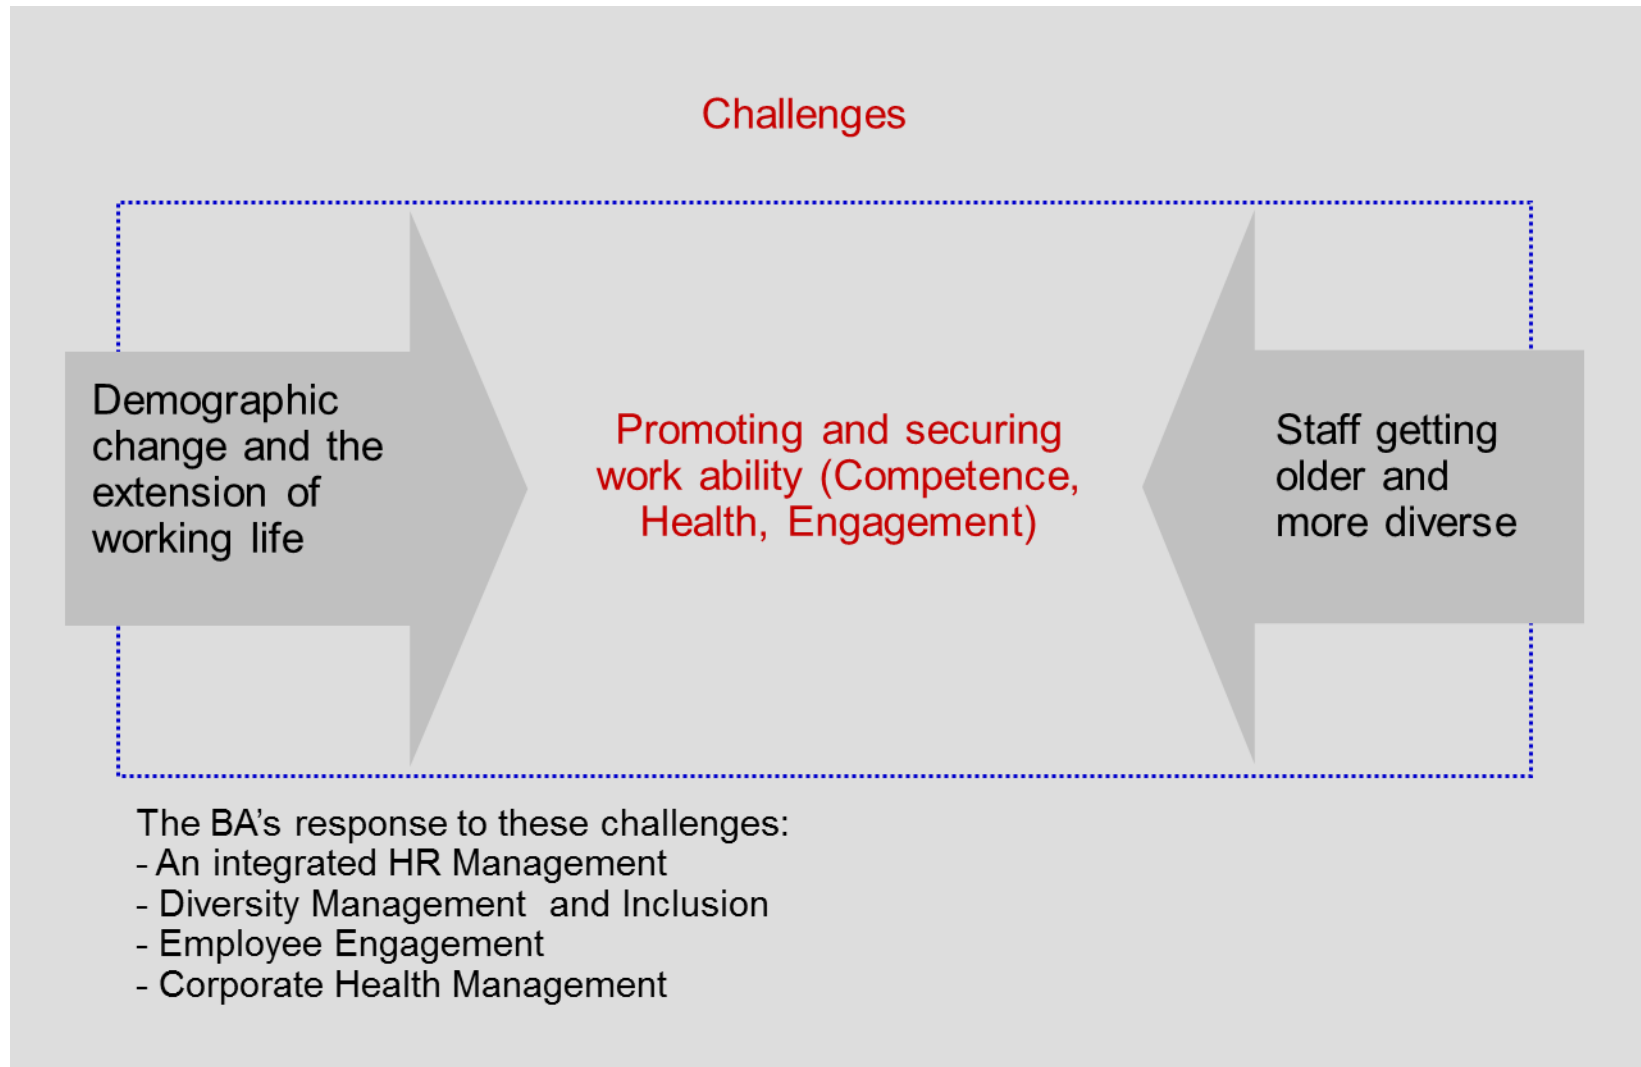 Challenges
Demographic
change and the
extension of
working life
Promoting and securing
work ability (Competence,
Health, Engagement)
Staff getting
older and
more diverse
The BA’s response to these challenges:
- An integrated HR Management
- Diversity Management  and Inclusion
- Employee Engagement
- Corporate Health Management